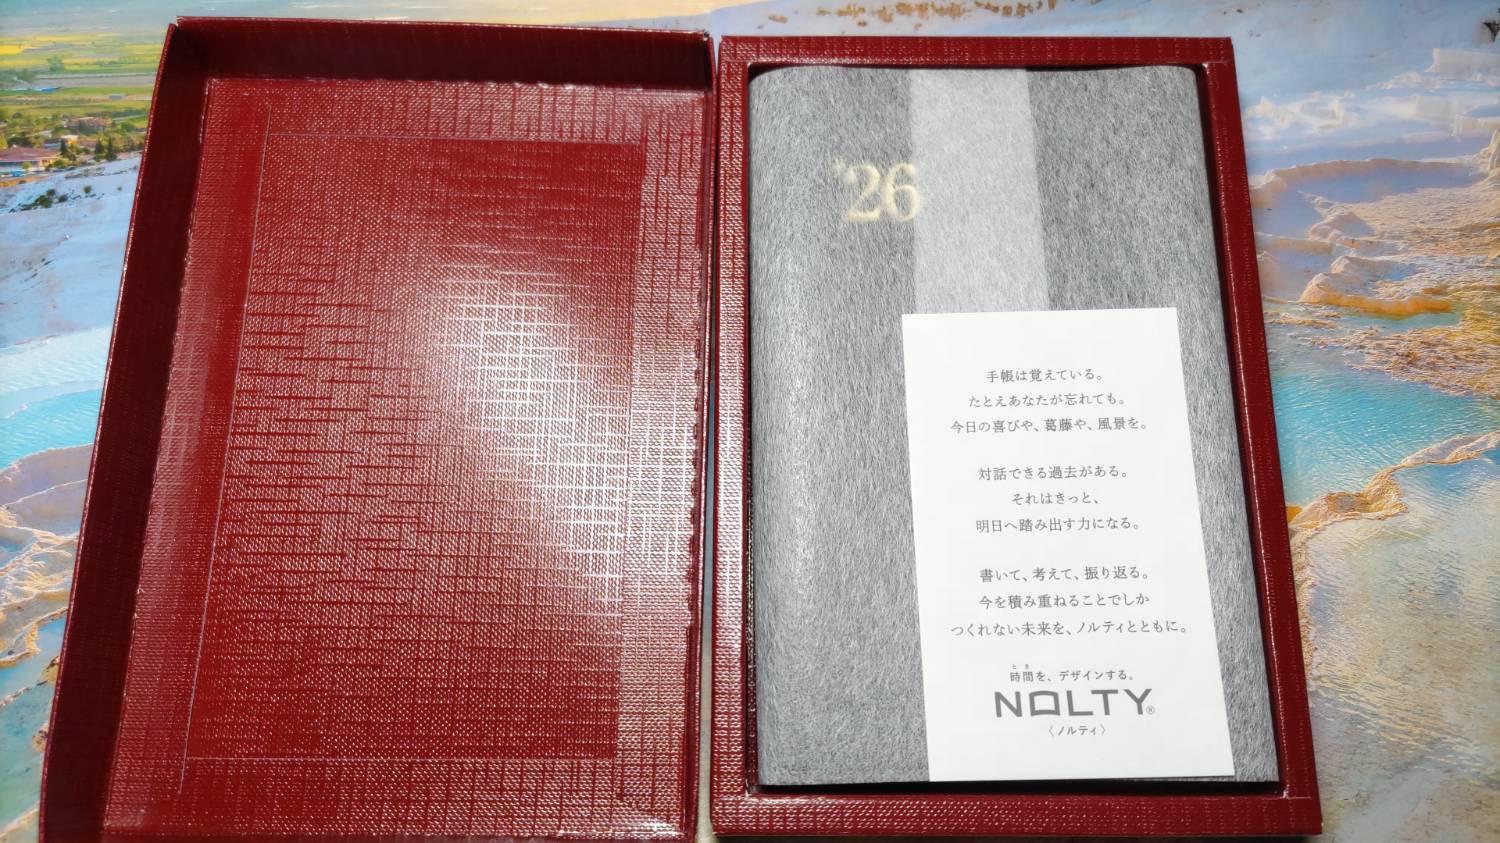 '26
手帳は覚えている。
たとえあなたが忘れても。
今日の喜びや、葛藤や、風景を。
対話できる過去がある。
それはきっと、
明日へ踏み出す力になる。
書いて、考えて、振り返る。
今を積み重ねることでしか
つくれない未来を、ノルティとともに。
とき
時間を、デザインする。
NOLTY®
〈ノルティ〉